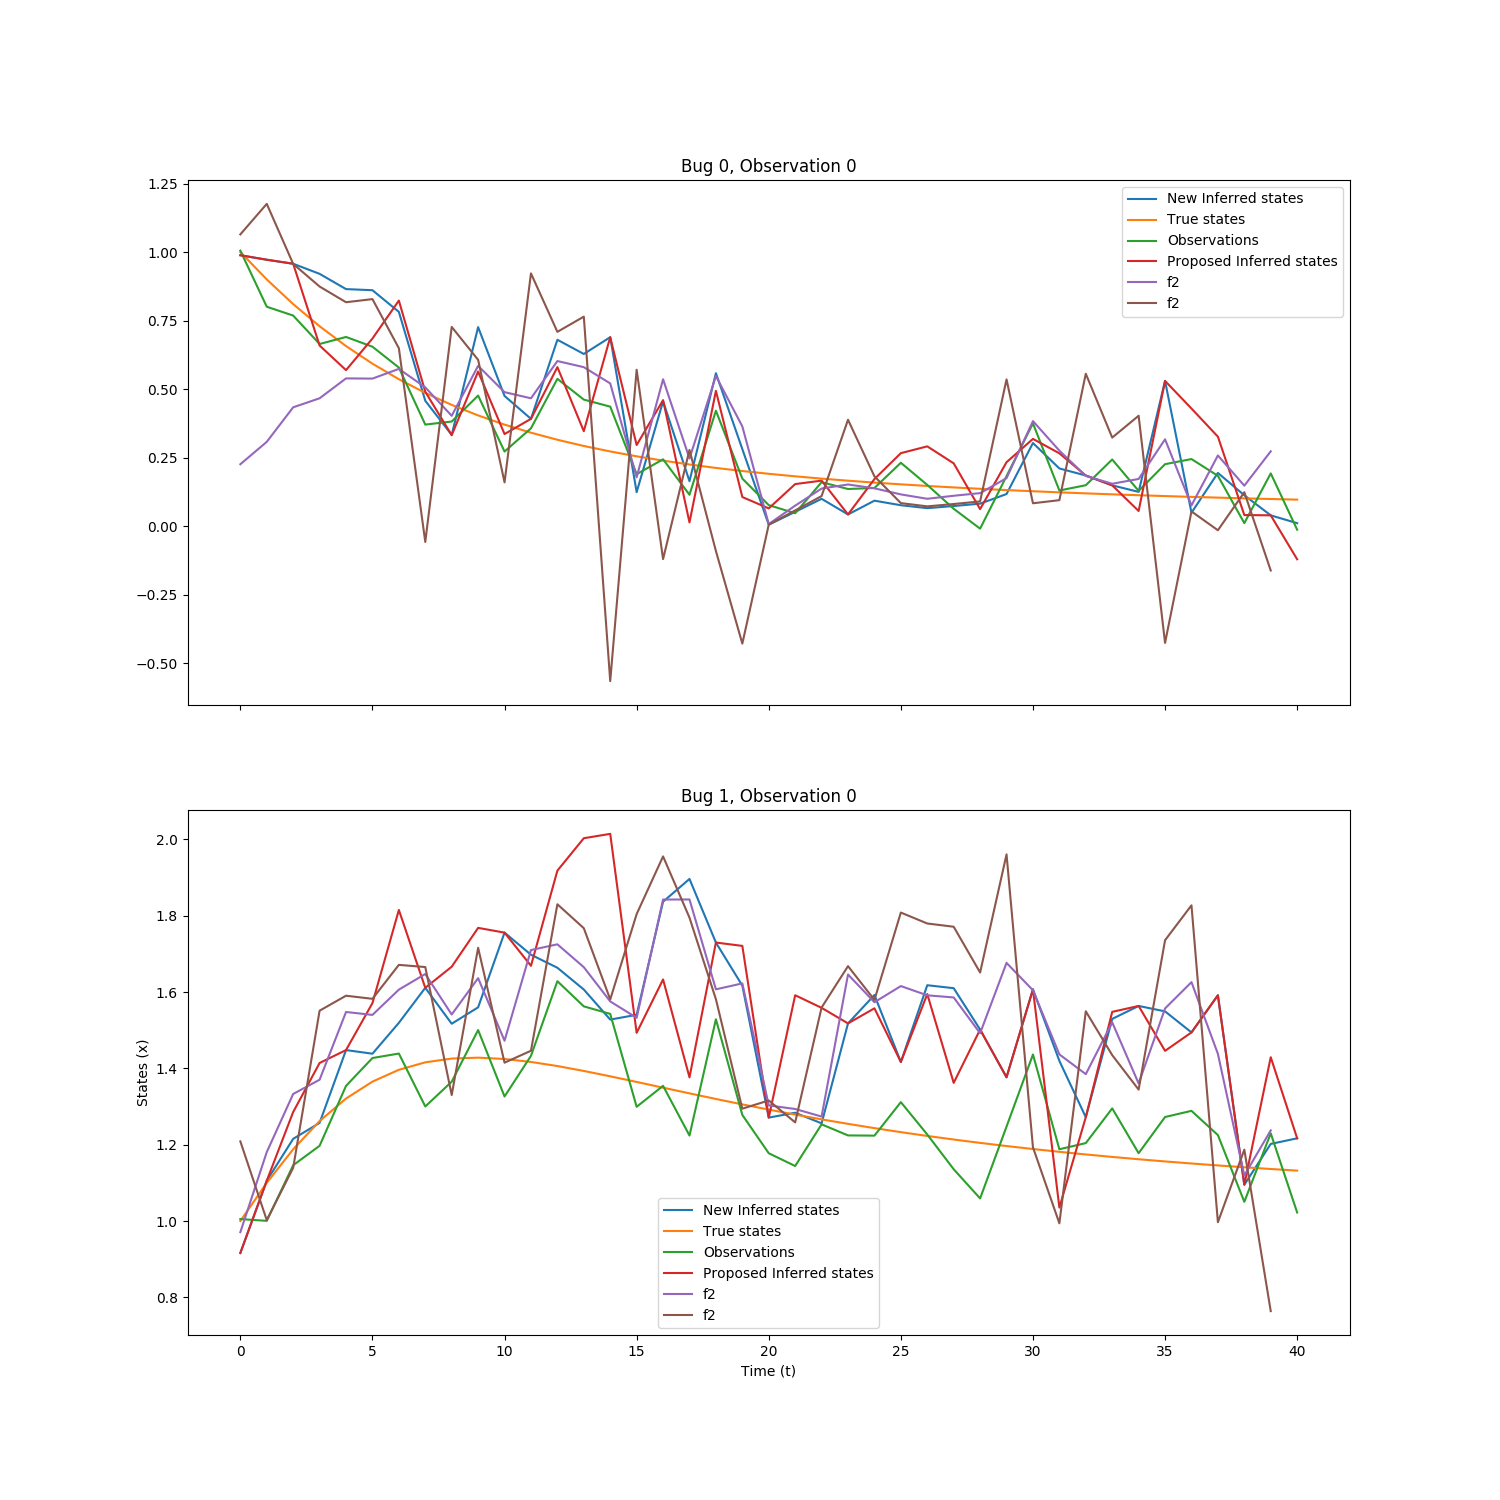 Bug 0, Observation 0
1.25
1.00
0.75
0.50
0.25
0.00
−0.25
−0.50
New Inferred states
True states
Observations
Proposed Inferred states
f2
f2
Bug 1, Observation 0
States (x)
2.0
1.8
1.6
1.4
1.2
1.0
0.8
New Inferred states
True states
Observations
Proposed Inferred states
f2
f2
0 5 10 15 20 25 30 35 40
Time (t)